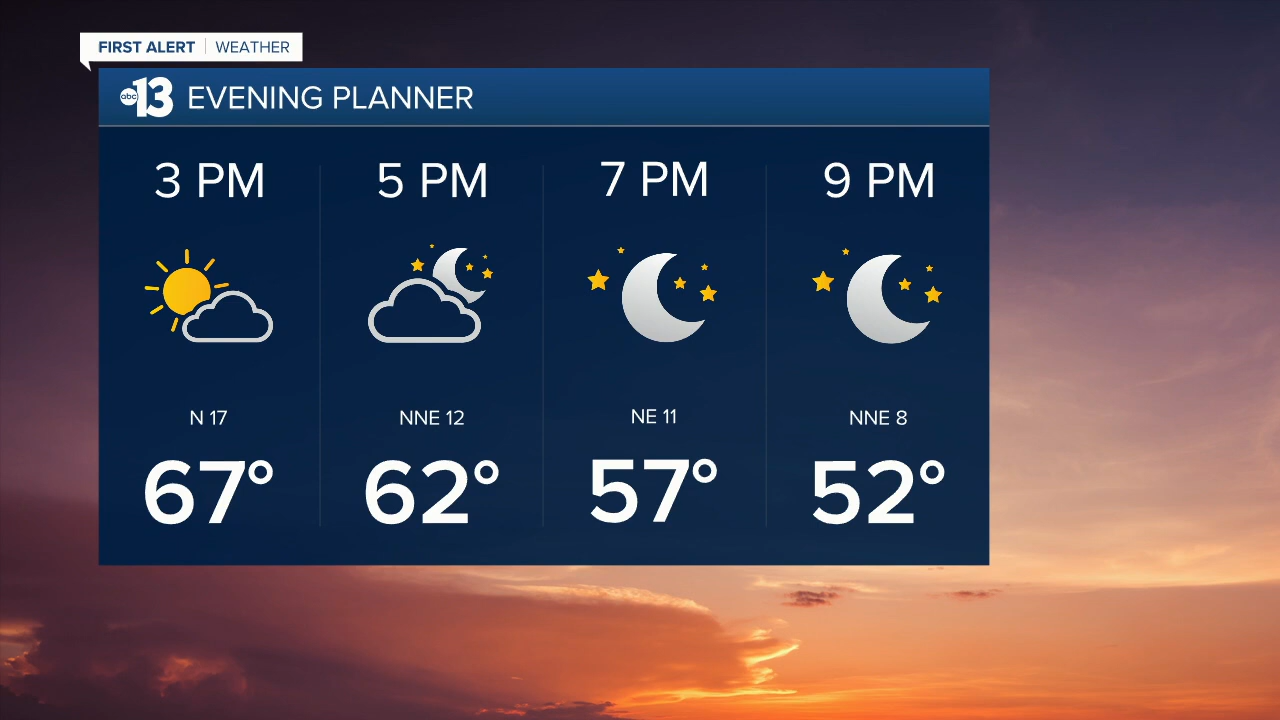 FIRST ALERT | WEATHER
abc 13 EVENING PLANNER
3 PM 5 PM 7 PM 9 PM
N 17 NNE 12 NE 11 NNE 8
67° 62° 57° 52°